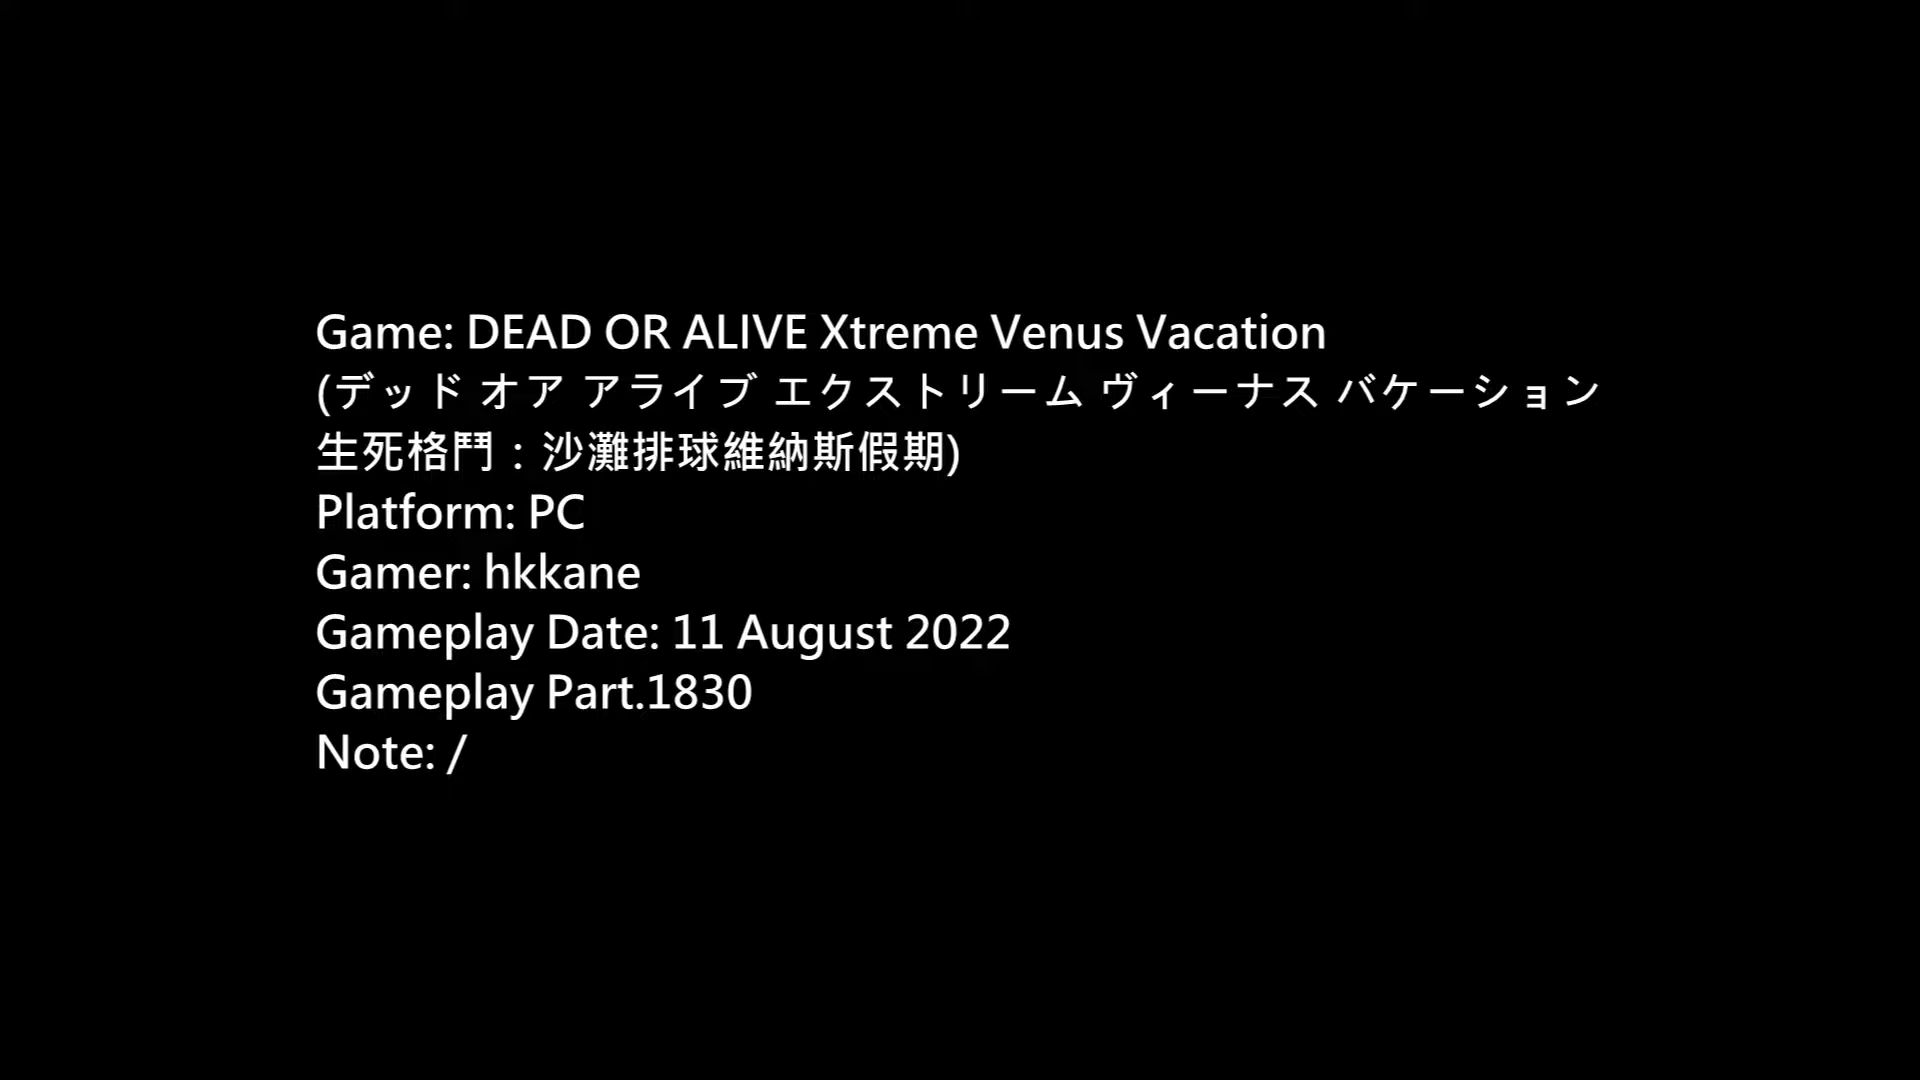 Game: DEAD OR ALIVE Xtreme Venus Vacation
(デッド オア アライブ エクストリーム ヴィーナス バケーション
生死格鬥：沙灘排球維納斯假期)
Platform: PC
Gamer: hkkane
Gameplay Date: 11 August 2022
Gameplay Part.1830
Note: /